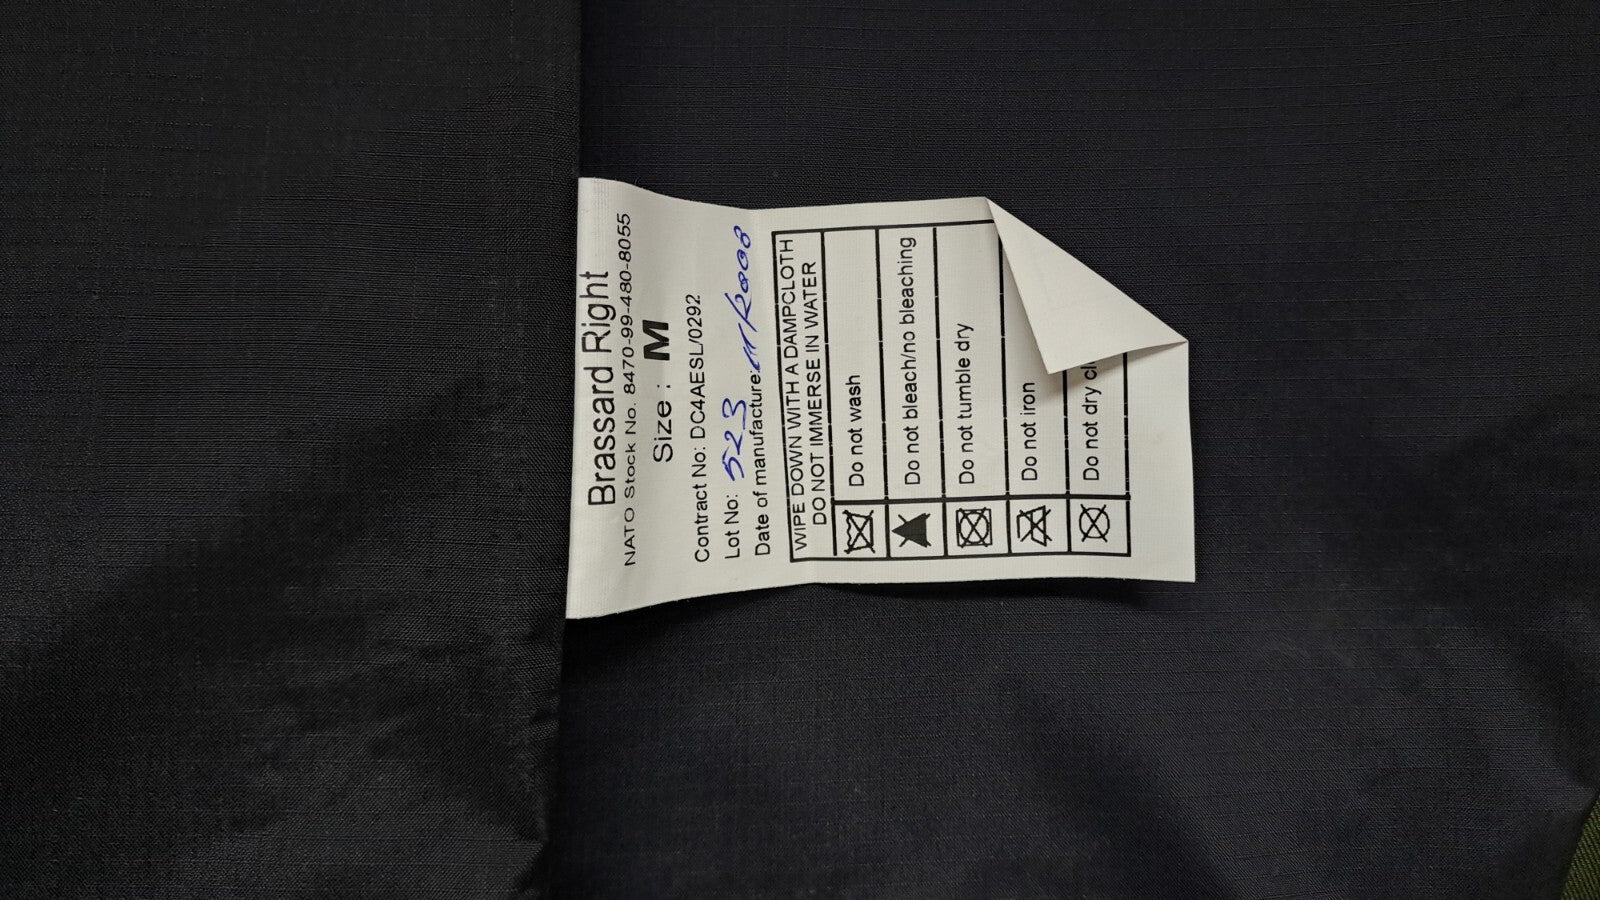 Brassard Right
NATO Stock No. 8470-99-480-8055
Size : M
Contract No: DC4AESL/0292
Lot No: 523
Date of manufacture:
WIPE DOWN WITH A DAMPCLOTH
DO NOT IMMERSE IN WATER
Do not wash
Do not bleach/no bleaching
Do not tumble dry
Do not iron
Do not dry